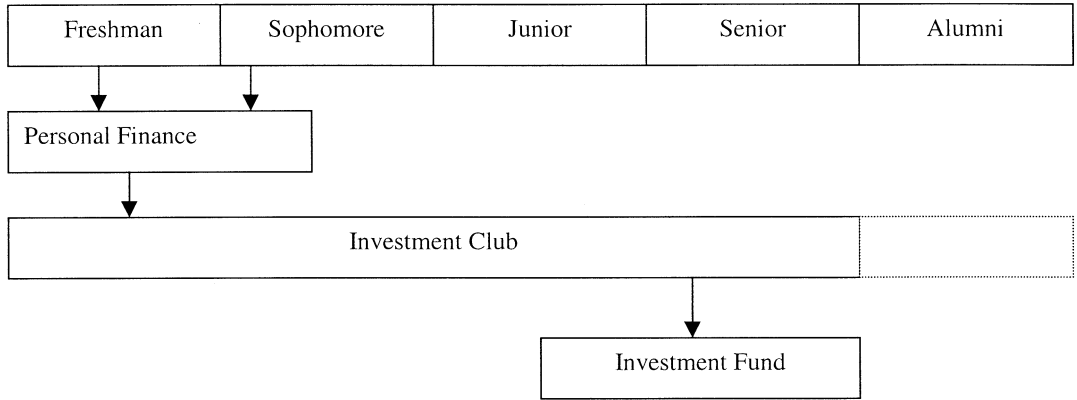 Freshman Sophomore Junior Senior Alumni
Personal Finance
Investment Club
Investment Fund